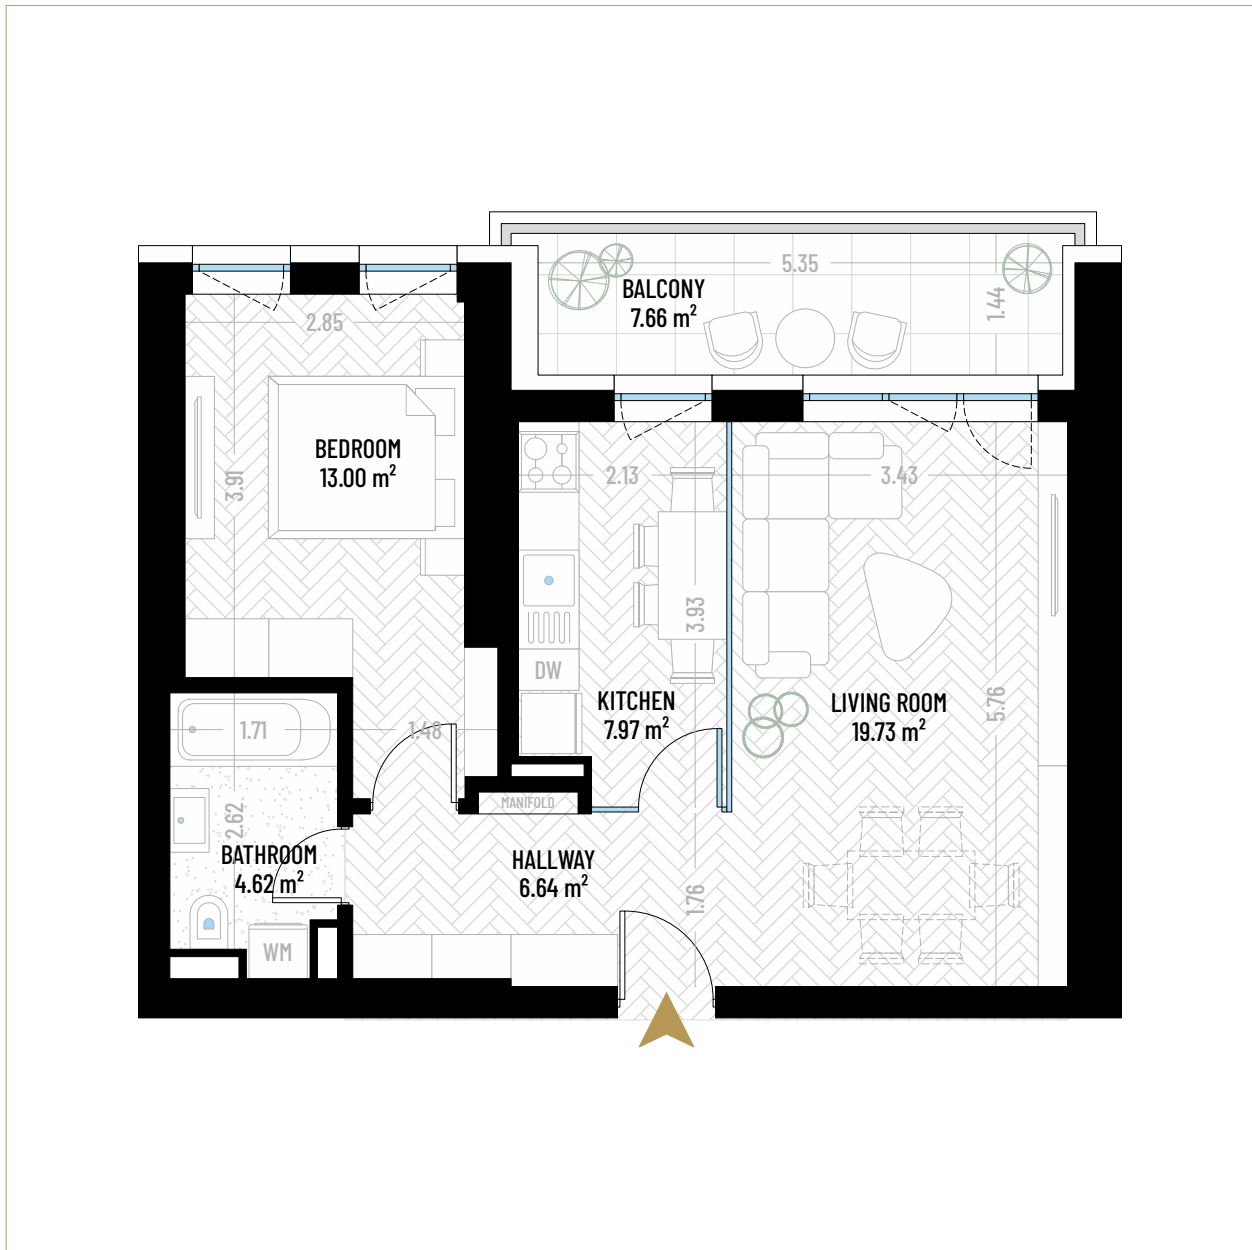 5.35
BALCONY
7.66 m²
1.44
2.85
BEDROOM
13.00 m²
3.91
2.13
3.43
3.93
DW
KITCHEN
7.97 m²
LIVING ROOM
19.73 m²
5.76
1.71
1.48
2.62
MANIFOLD
BATHROOM
4.62 m²
HALLWAY
6.64 m²
1.76
WM